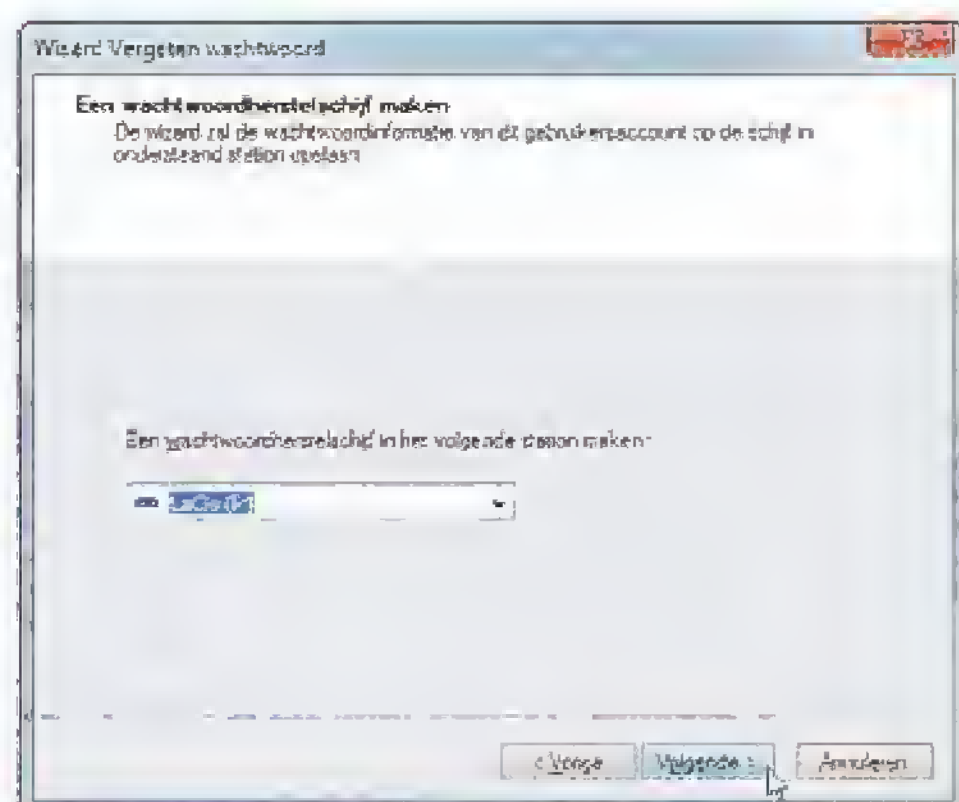 Wizard Vergeten wachtwoord
Een wachtwoordherstelschijf maken
De wizard zal de wachtwoordinformatie van dit gebruikersaccount op de schijf in
onderstaand station opslaan
Een wachtwoordherstelschijf in het volgende station maken:
LaCie
< Vorige
Volgende >
Annuleren